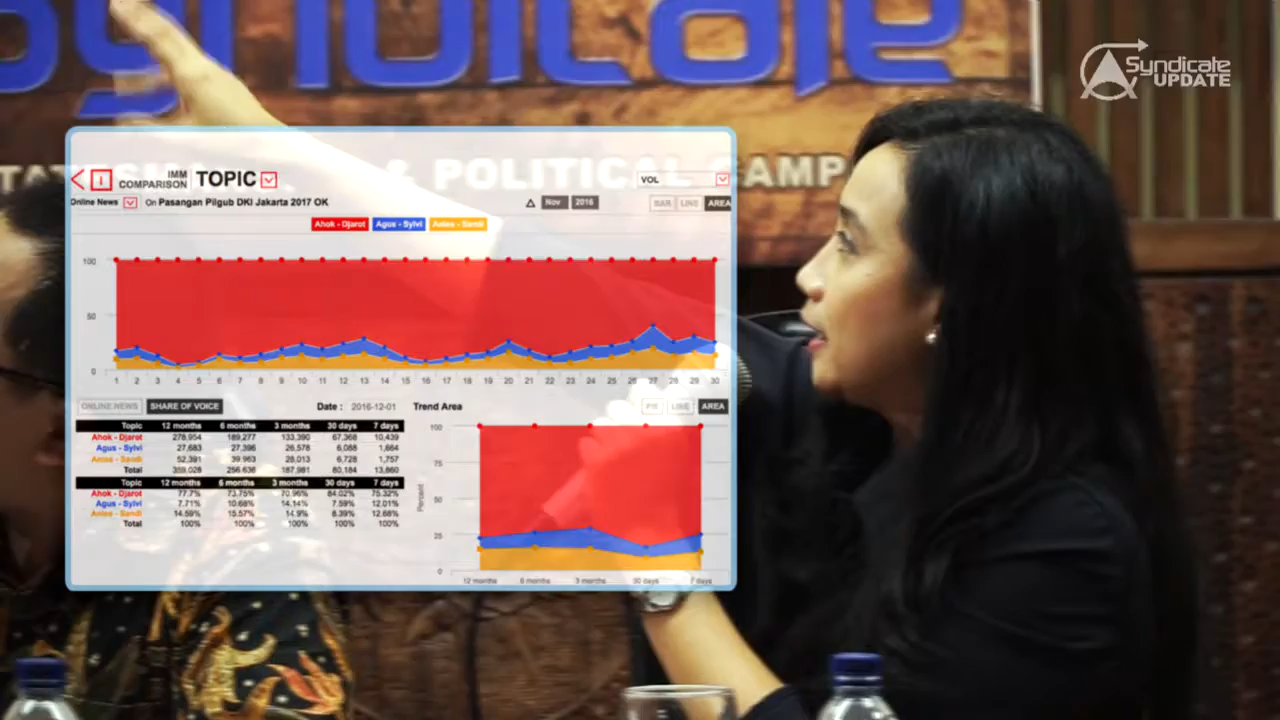 Syndicate
Syndicate
UPDATE
& POLITICAL CAMP
IMM
COMPARISON
TOPIC
VOL
Online News
On Pasangan Pilgub DKI Jakarta 2017 OK
Nov 2016
BAR LINE AREA
Ahok - Djarot Agus - Sylvi Anies - Sandi
100
50
0
1 2 3 4 5 6 7 8 9 10 11 12 13 14 15 16 17 18 19 20 21 22 23 24 25 26 27 28 29 30
ONLINE NEWS SHARE OF VOICE Date : 2016-12-01 Trend Area PIE LINE AREA
Topic 12 months 6 months 3 months 30 days 7 days
Ahok - Djarot 278,954 189,277 133,390 67,368 10,439
Agus - Sylvi 27,683 27,396 26,578 6,088 1,664
Anies - Sandi 52,391 39,963 28,013 6,728 1,757
Total 359,028 256,636 187,981 80,184 13,860
Topic 12 months 6 months 3 months 30 days 7 days
Ahok - Djarot 77.7% 73.75% 70.96% 84.02% 75.32%
Agus - Sylvi 7.71% 10.68% 14.14% 7.59% 12.01%
Anies - Sandi 14.59% 15.57% 14.9% 8.39% 12.68%
Total 100% 100% 100% 100% 100%
Percent
100
75
50
25
0
12 months 6 months 3 months 30 days 7 days